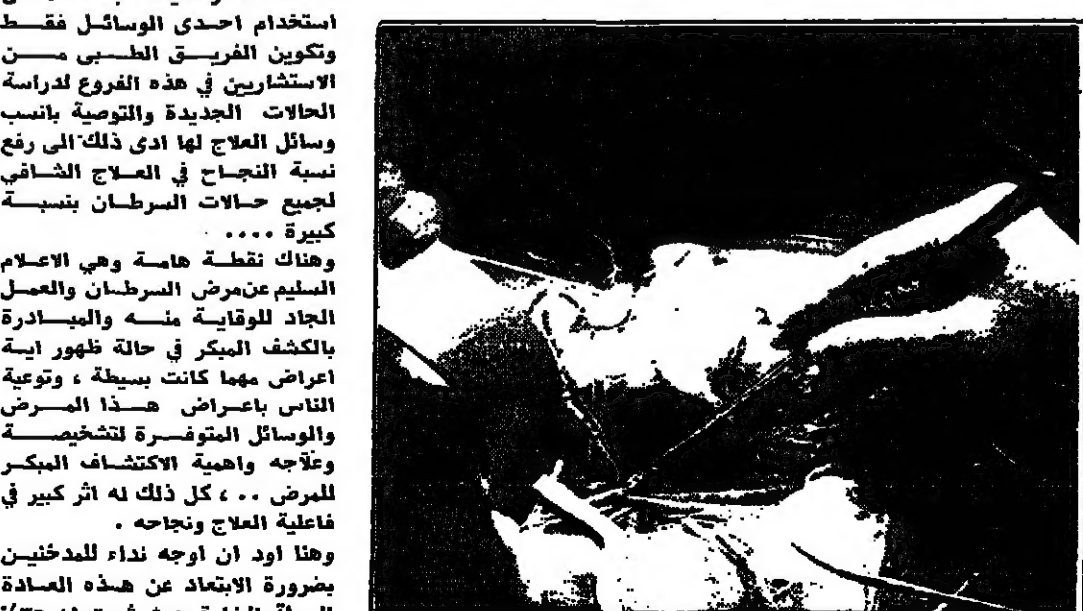 استخدام احدى الوسائل فقط
وتكوين الفريق الطبى من
الاستشاريين في هذه الفروع لدراسة
الحالات الجديدة والتوصية بانسب
وسائل العلاج لها ادى ذلك الى رفع
نسبة النجاح في العلاج الشافي
لجميع حالات السرطان بنسبة
كبيرة ....
وهناك نقطة هامة وهي الاعلام
السليم عن مرض السرطان والعمل
الجاد للوقاية منه والمبادرة
بالكشف المبكر في حالة ظهور اية
اعراض مهما كانت بسيطة ، وتوعية
الناس باعراض هذا المرض
والوسائل المتوفرة لتشخيصة
وعلاجه واهمية الاكتشاف المبكر
للمرض .. ، كل ذلك له اثر كبير في
فاعلية العلاج ونجاحه .
وهنا اود ان اوجه نداء للمدخنين
بضرورة الابتعاد عن هذه العادة